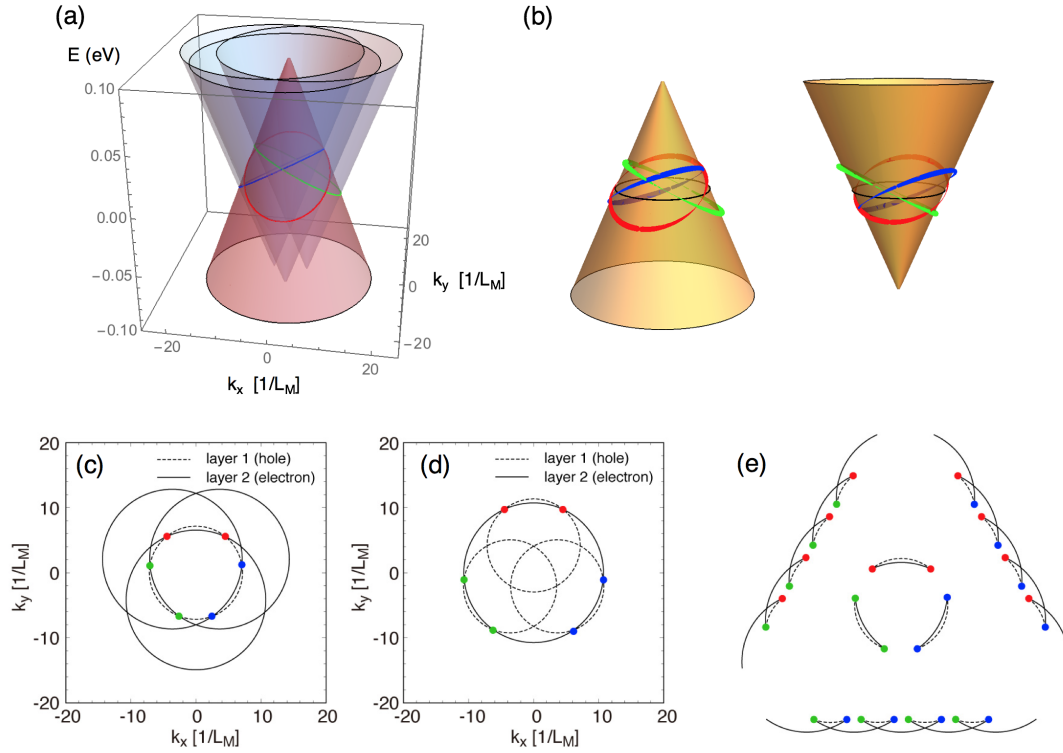 (a)
E (eV)
0.10
0.05
0.00
−0.05
−0.10
−20
0
20
k_x [1/L_M]
20
0
−20
k_y [1/L_M]
(b)
(c)
layer 1 (hole)
layer 2 (electron)
20
10
0
-10
-20
-20
-10
0
10
20
k_y [1/L_M]
k_x [1/L_M]
(d)
layer 1 (hole)
layer 2 (electron)
20
10
0
-10
-20
-20
-10
0
10
20
k_y [1/L_M]
k_x [1/L_M]
(e)